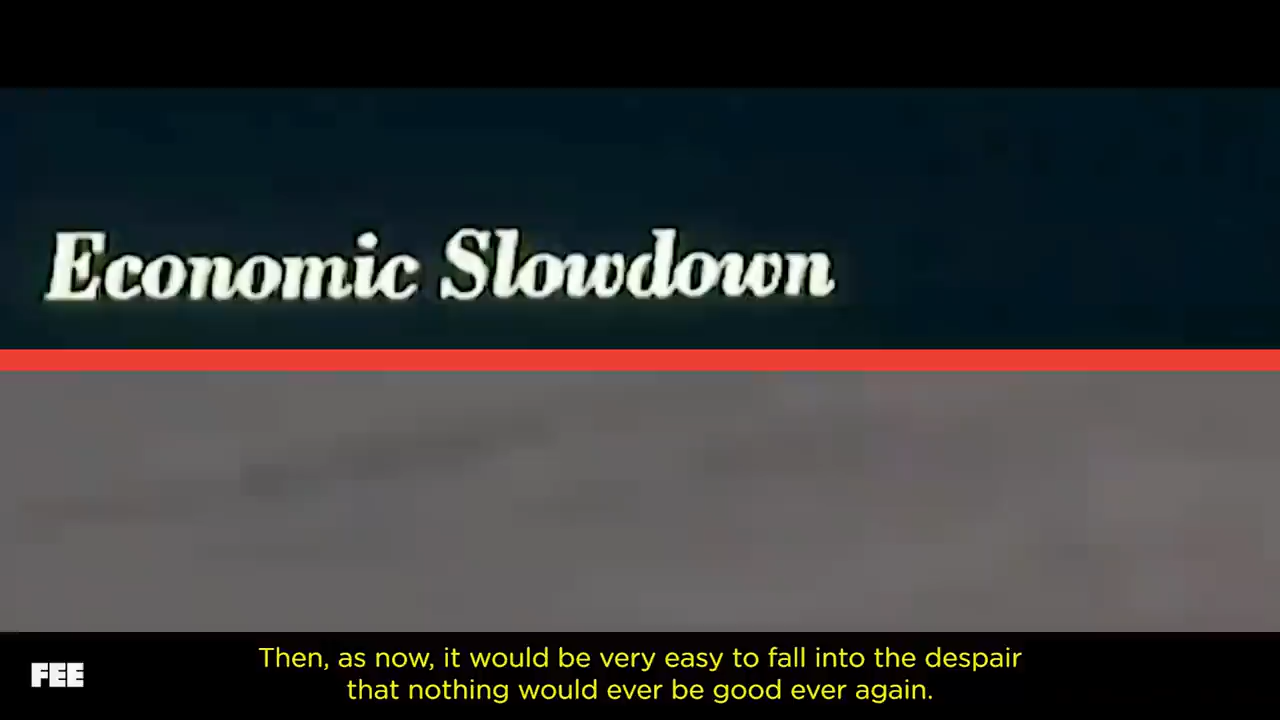 Economic Slowdown
FEE
Then, as now, it would be very easy to fall into the despair
that nothing would ever be good ever again.